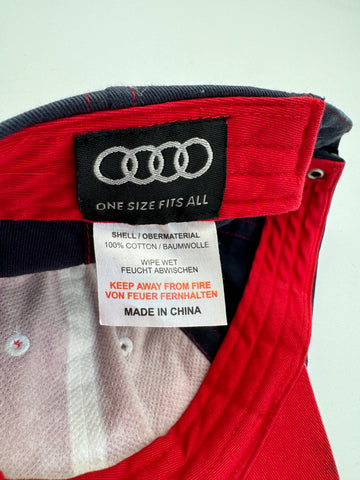 ONE SIZE FITS ALL
SHELL / OBERMATERIAL
100% COTTON / BAUMWOLLE
WIPE WET
FEUCHT ABWISCHEN
KEEP AWAY FROM FIRE
VON FEUER FERNHALTEN
MADE IN CHINA